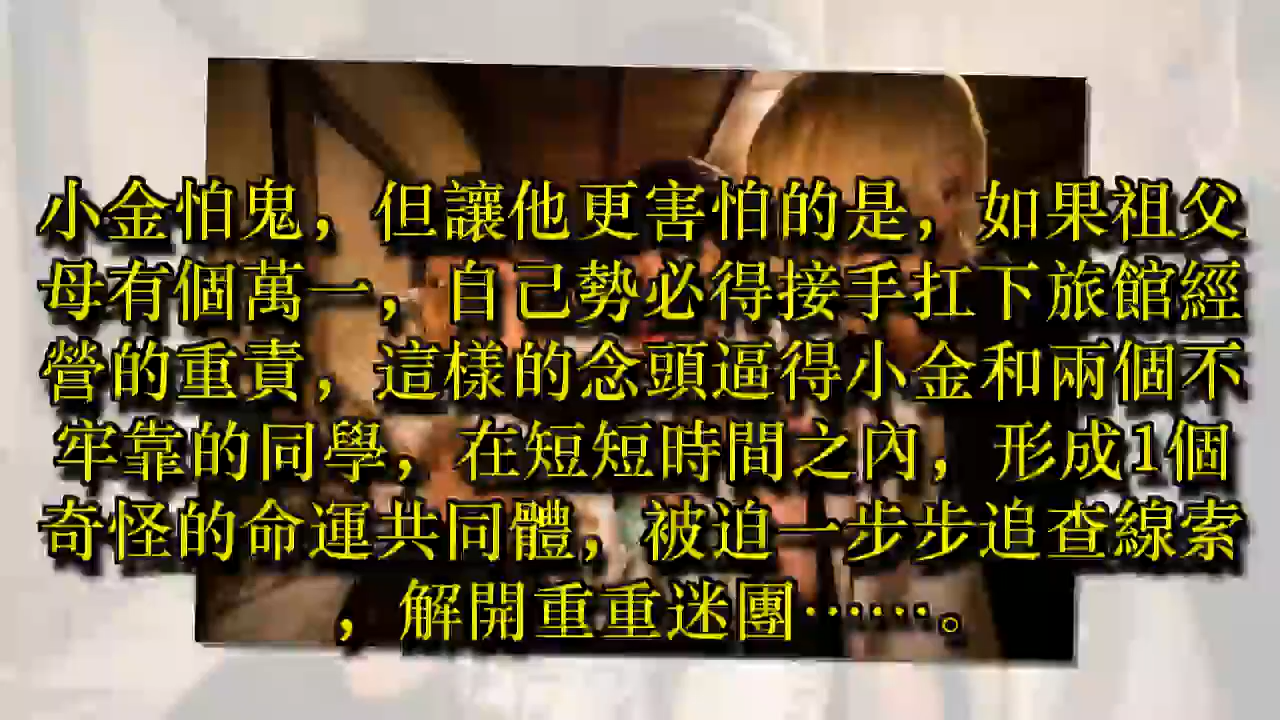 小金怕鬼，但讓他更害怕的是，如果祖父
母有個萬一，自己勢必得接手扛下旅館經
營的重責，這樣的念頭逼得小金和兩個不
牢靠的同學，在短短時間之內，形成1個
奇怪的命運共同體，被迫一步步追查線索
，解開重重迷團⋯⋯。